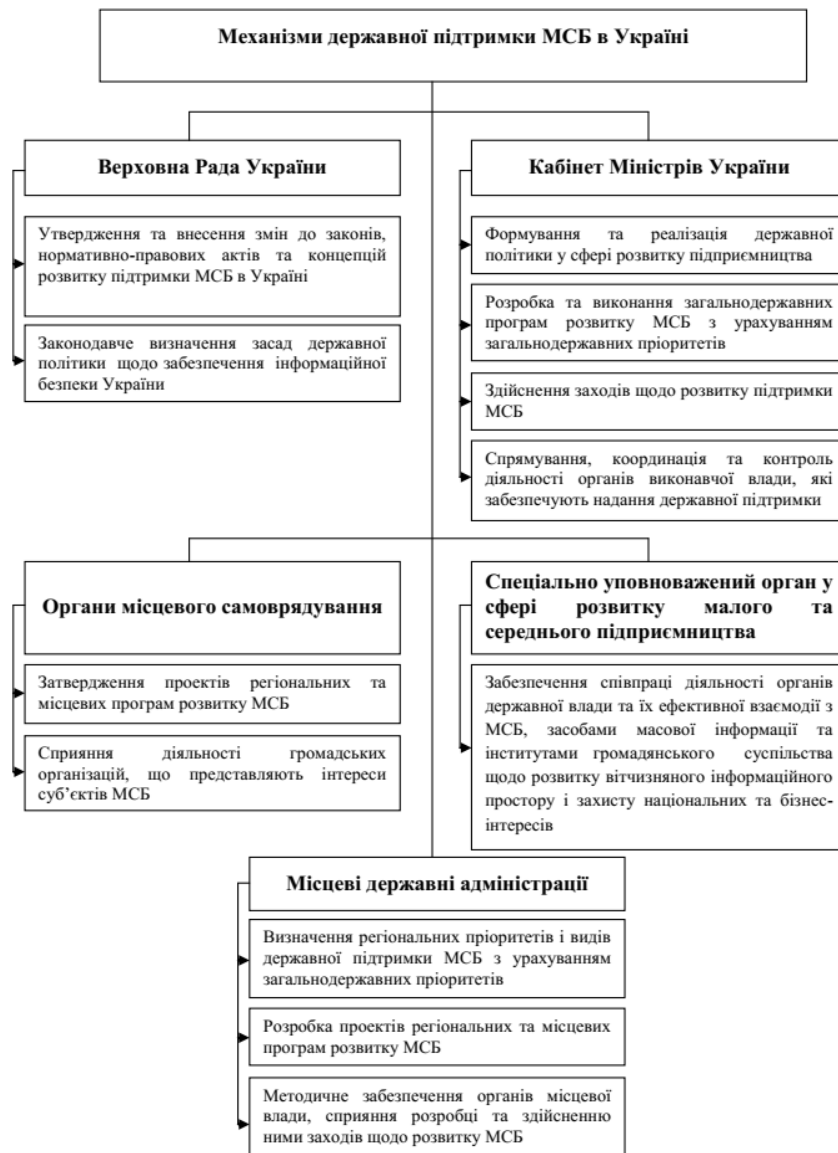 Механізми державної підтримки МСБ в Україні
Верховна Рада України
Утвердження та внесення змін до законів,
нормативно-правових актів та концепцій
розвитку підтримки МСБ в Україні
Законодавче визначення засад державної
політики щодо забезпечення інформаційної
безпеки України
Кабінет Міністрів України
Формування та реалізація державної
політики у сфері розвитку підприємництва
Розробка та виконання загальнодержавних
програм розвитку МСБ з урахуванням
загальнодержавних пріоритетів
Здійснення заходів щодо розвитку підтримки
МСБ
Спрямування, координація та контроль
діяльності органів виконавчої влади, які
забезпечують надання державної підтримки
Органи місцевого самоврядування
Затвердження проектів регіональних та
місцевих програм розвитку МСБ
Сприяння діяльності громадських
організацій, що представляють інтереси
суб’єктів МСБ
Спеціально уповноважений орган у
сфері розвитку малого та
середнього підприємництва
Забезпечення співпраці діяльності органів
державної влади та їх ефективної взаємодії з
МСБ, засобами масової інформації та
інститутами громадянського суспільства
щодо розвитку вітчизняного інформаційного
простору і захисту національних та бізнес-
інтересів
Місцеві державні адміністрації
Визначення регіональних пріоритетів і видів
державної підтримки МСБ з урахуванням
загальнодержавних пріоритетів
Розробка проектів регіональних та місцевих
програм розвитку МСБ
Методичне забезпечення органів місцевої
влади, сприяння розробці та здійсненню
ними заходів щодо розвитку МСБ